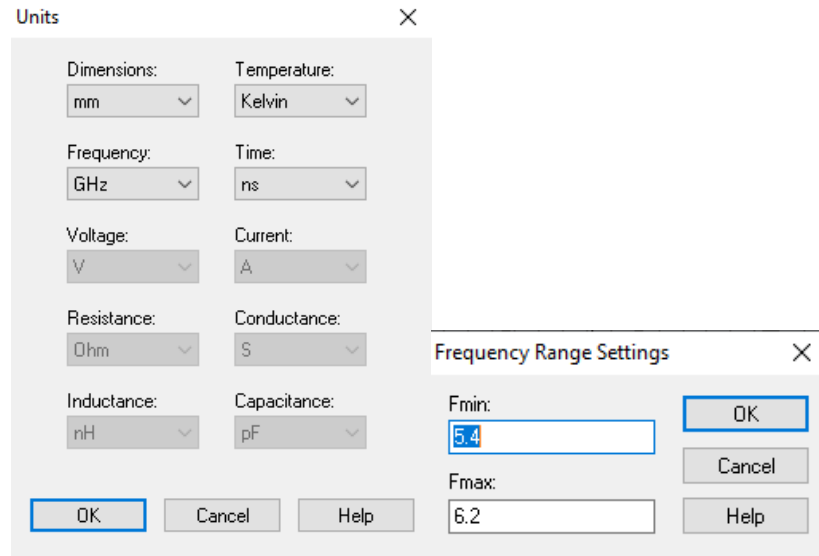 Units
Dimensions: Temperature:
mm Kelvin
Frequency: Time:
GHz ns
Voltage: Current:
V A
Resistance: Conductance:
Ohm S
Inductance: Capacitance:
nH pF
OK Cancel Help
Frequency Range Settings
Fmin:
5.4
OK
Cancel
Fmax:
6.2
Help